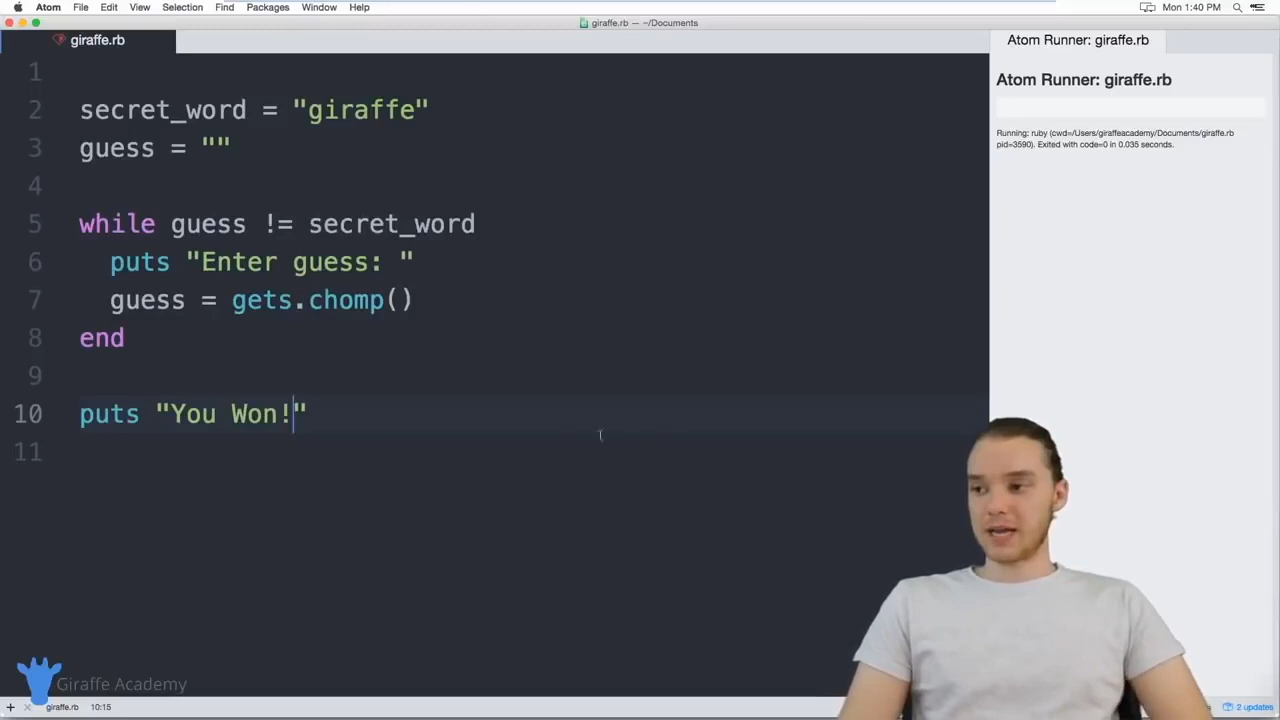 Atom File Edit View Selection Find Packages Window Help Mon 1:40 PM
giraffe.rb — ~/Documents
giraffe.rb
Atom Runner: giraffe.rb
Atom Runner: giraffe.rb
Running: ruby (cwd=/Users/giraffeacademy/Documents/giraffe.rb
pid=3590). Exited with code=0 in 0.035 seconds.
1
2 secret_word = "giraffe"
3 guess = ""
4
5 while guess != secret_word
6 puts "Enter guess: "
7 guess = gets.chomp()
8 end
9
10 puts "You Won!"
11
Giraffe Academy
giraffe.rb 10:15 2 updates